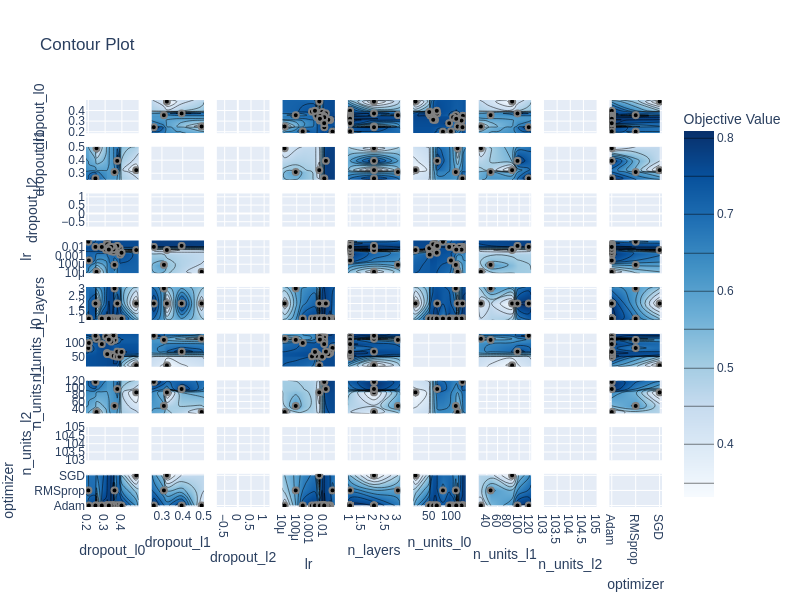 Contour Plot
Objective Value
0.8
0.7
0.6
0.5
0.4
dropout_l0
0.4
0.3
0.2
dropout_l1
0.5
0.4
0.3
dropout_l2
1
0.5
0
−0.5
lr
0.01
0.001
100μ
10μ
n_layers
3
2.5
2
1.5
1
n_units_l0
100
50
n_units_l1
120
100
80
60
40
n_units_l2
105
104.5
104
103.5
103
optimizer
SGD
RMSprop
Adam
0.2
0.3
0.4
dropout_l0
0.3
0.4
0.5
dropout_l1
−0.5
0
0.5
1
dropout_l2
10μ
100μ
0.001
0.01
lr
1
1.5
2
2.5
3
n_layers
50
100
n_units_l0
40
60
80
100
120
n_units_l1
103
103.5
104
104.5
105
n_units_l2
Adam
RMSprop
SGD
optimizer